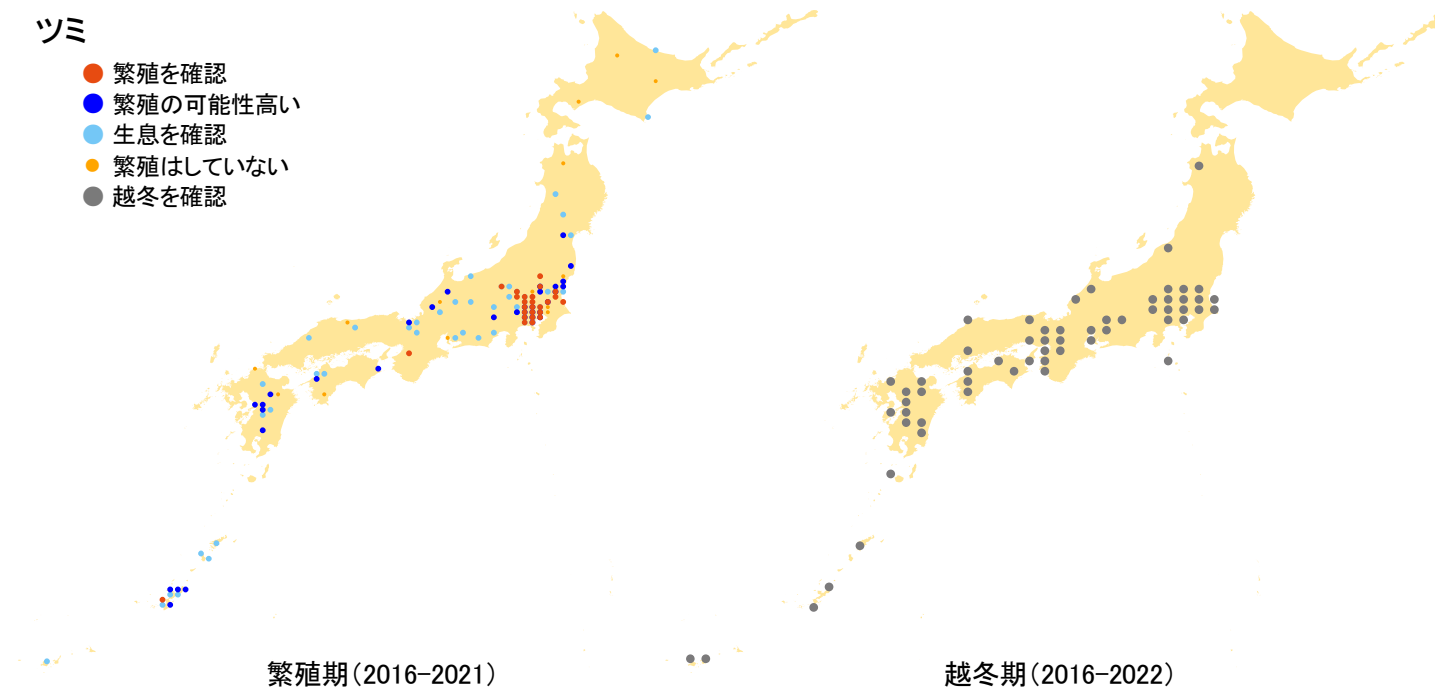 ツミ
繁殖を確認
繁殖の可能性高い
生息を確認
繁殖はしていない
越冬を確認
繁殖期（2016-2021）
越冬期（2016-2022）